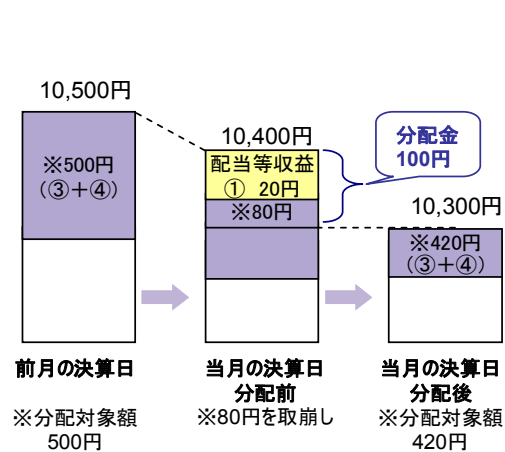 10,500円
※500円
（③＋④）
10,400円
配当等収益
① 20円
※80円
分配金
100円
10,300円
※420円
（③＋④）
前月の決算日
※分配対象額
500円
当月の決算日
分配前
※80円を取崩し
当月の決算日
分配後
※分配対象額
420円